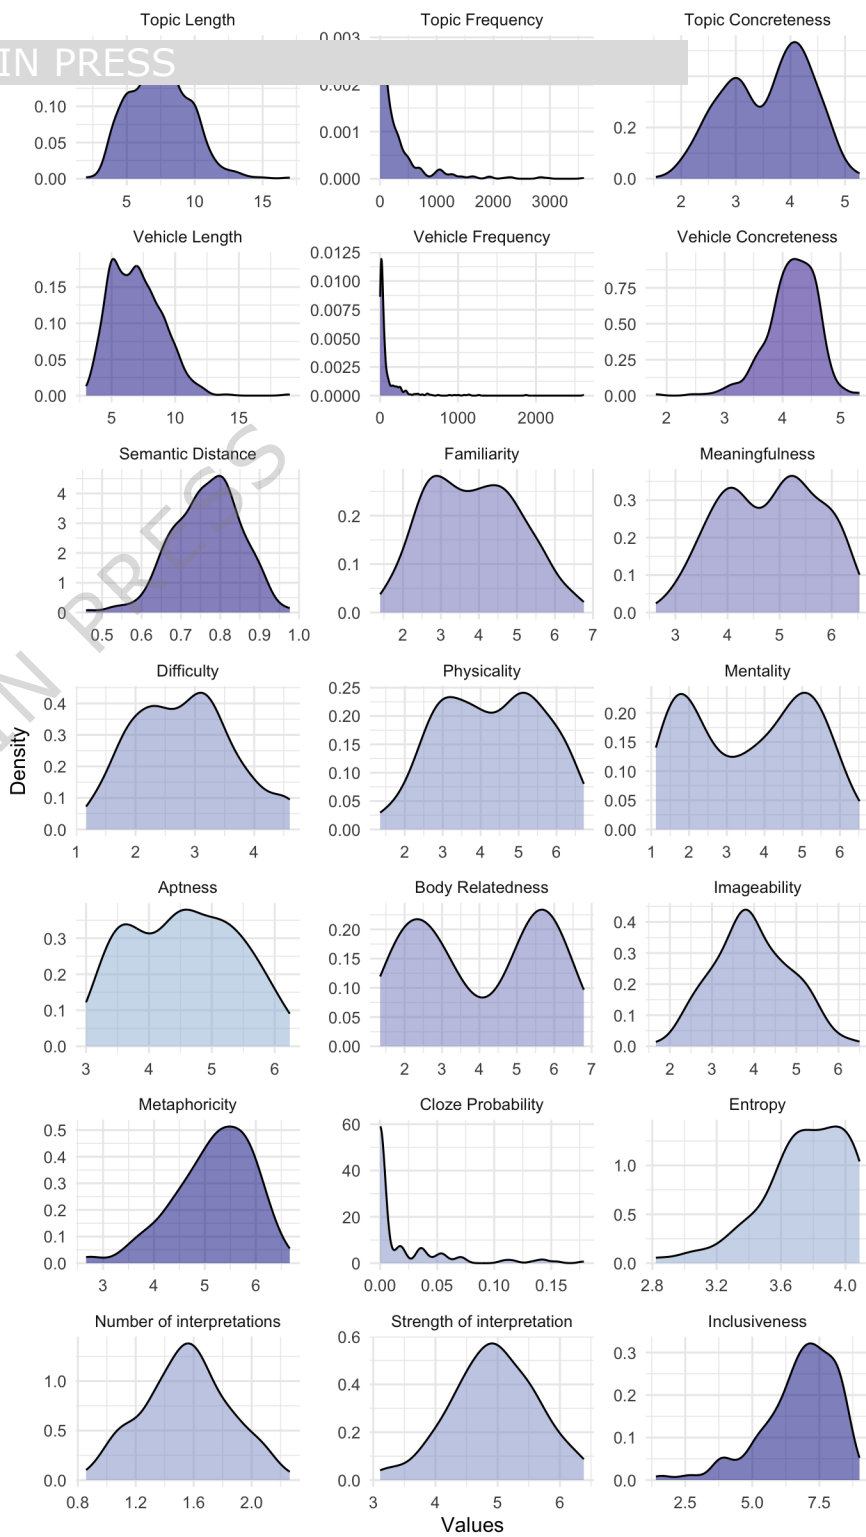 Topic Length Topic Frequency Topic Concreteness
IN PRESS
0.003
0.10 0.002
0.05 0.001 0.2
0.00 0.000 0.0
5 10 15 0 1000 2000 3000 2 3 4 5
Vehicle Length Vehicle Frequency Vehicle Concreteness
0.0125
0.15 0.0100 0.75
0.10 0.0075 0.50
0.0050
0.05 0.0025 0.25
0.00 0.0000 0.00
5 10 15 0 1000 2000 2 3 4 5
Semantic Distance Familiarity Meaningfulness
4
3 0.2 0.3
2 0.2
1 0.1 0.1
0 0.0 0.0
0.5 0.6 0.7 0.8 0.9 1.0 2 3 4 5 6 7 3 4 5 6
IN PRESS
Difficulty Physicality Mentality
0.4 0.25
0.3 0.20 0.20
0.2 0.15 0.15
0.1 0.10 0.10
0.05 0.05
0.0 0.00 0.00
1 2 3 4 2 3 4 5 6 1 2 3 4 5 6
Density
Aptness Body Relatedness Imageability
0.3 0.20 0.4
0.2 0.15 0.3
0.10 0.2
0.1 0.05 0.1
0.0 0.00 0.0
3 4 5 6 2 3 4 5 6 7 2 3 4 5 6
Metaphoricity Cloze Probability Entropy
0.5 60
0.4 40 1.0
0.3
0.2 20 0.5
0.1
0.0 0 0.0
3 4 5 6 0.00 0.05 0.10 0.15 2.8 3.2 3.6 4.0
Number of interpretations Strength of interpretation Inclusiveness
0.6
1.0 0.4 0.3
0.5 0.2 0.2
0.1
0.0 0.0 0.0
0.8 1.2 1.6 2.0 3 4 5 6 2.5 5.0 7.5
Values